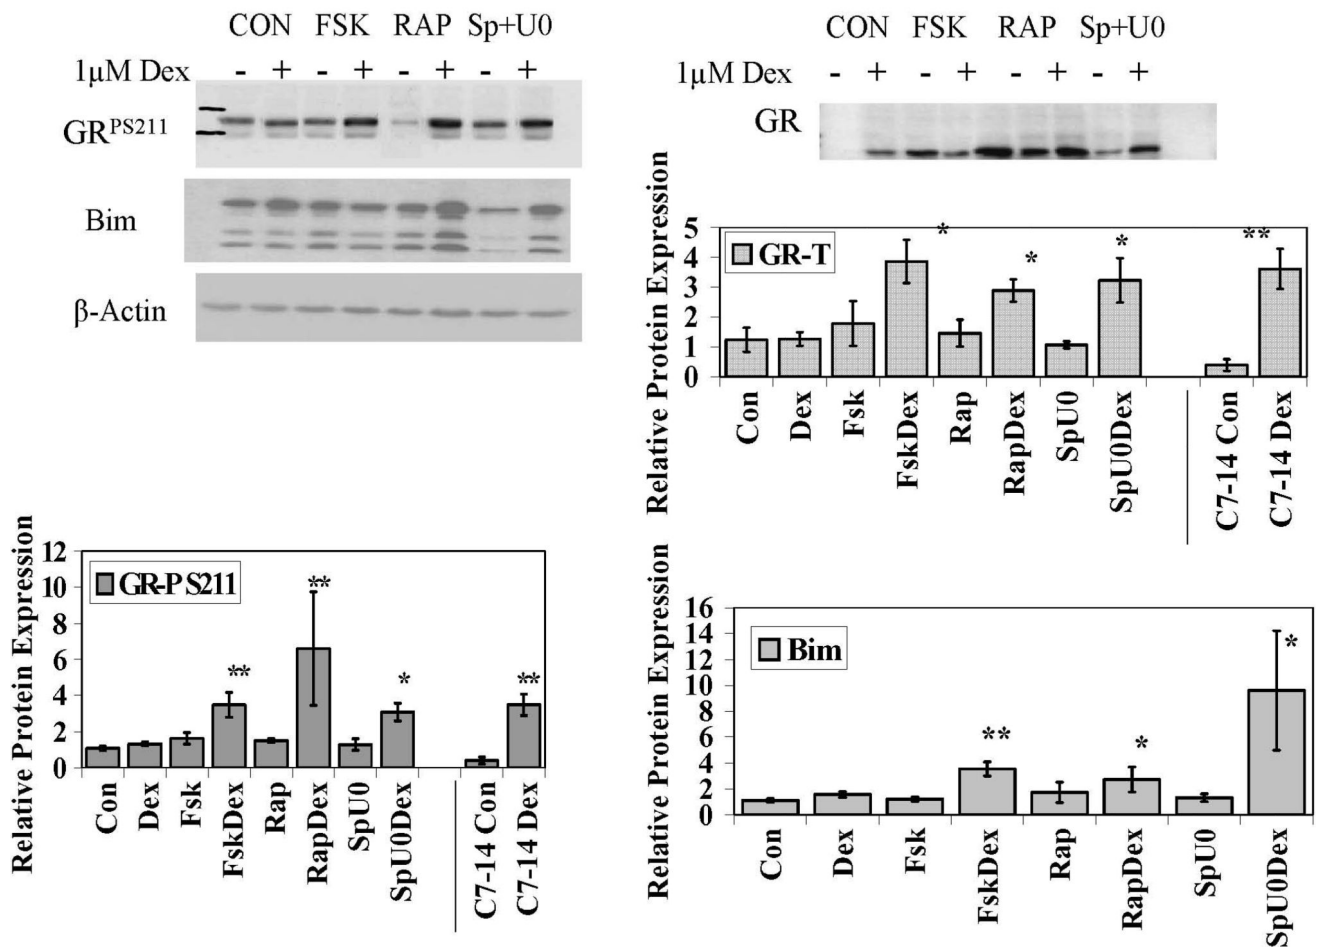 CON FSK RAP Sp+U0
1µM Dex - + - + - + - +
GRPS211
Bim
β-Actin
CON FSK RAP Sp+U0
1µM Dex - + - + - + - +
GR
Relative Protein Expression
5
4
3
2
1
0
GR-T
* * * **
Con Dex Fsk FskDex Rap RapDex SpU0 SpU0Dex C7-14 Con C7-14 Dex
Relative Protein Expression
12
10
8
6
4
2
0
GR-PS211
** ** * **
Con Dex Fsk FskDex Rap RapDex SpU0 SpU0Dex C7-14 Con C7-14 Dex
Relative Protein Expression
16
14
12
10
8
6
4
2
0
Bim
** * *
Con Dex Fsk FskDex Rap RapDex SpU0 SpU0Dex